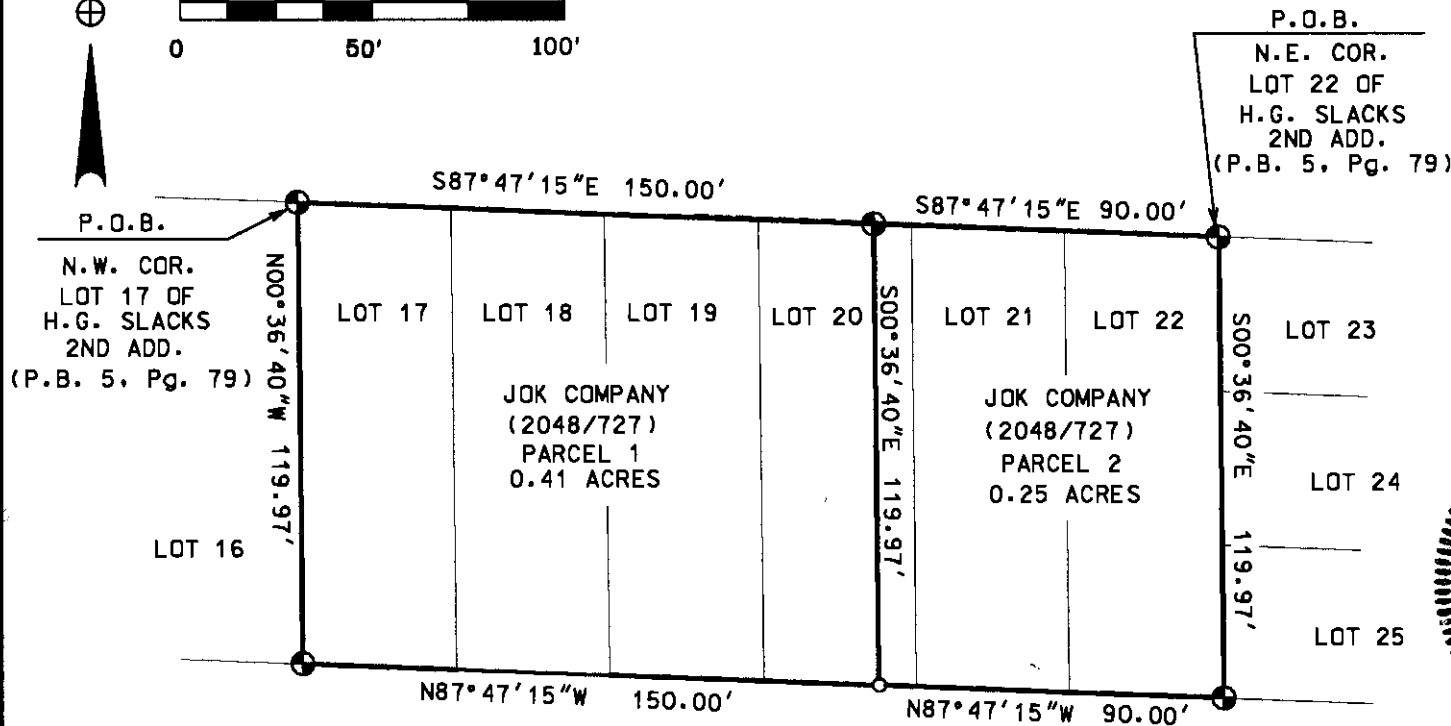 0 50' 100'
P.O.B.
N.E. COR.
LOT 22 OF
H.G. SLACKS
2ND ADD.
(P.B. 5, Pg. 79)
S87°47'15"E 150.00'
S87°47'15"E 90.00'
P.O.B.
N.W. COR.
LOT 17 OF
H.G. SLACKS
2ND ADD.
(P.B. 5, Pg. 79)
N00°36'40"W 119.97'
LOT 16
LOT 17
LOT 18
LOT 19
LOT 20
JOK COMPANY
(2048/727)
PARCEL 1
0.41 ACRES
S00°36'40"E 119.97'
LOT 21
LOT 22
JOK COMPANY
(2048/727)
PARCEL 2
0.25 ACRES
S00°36'40"E 119.97'
LOT 23
LOT 24
LOT 25
N87°47'15"W 150.00'
N87°47'15"W 90.00'